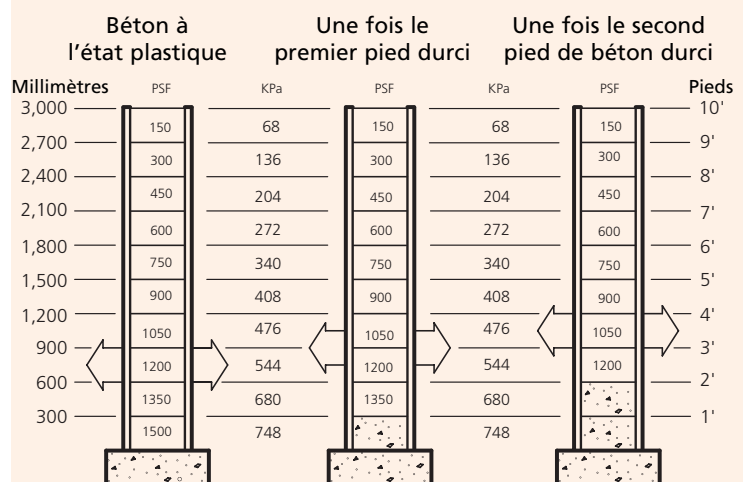 Béton à
l'état plastique
Une fois le
premier pied durci
Une fois le second
pied de béton durci
Millimètres PSF KPa PSF KPa PSF Pieds
3,000 10'
150 68 150 68 150
2,700 9'
300 136 300 136 300
2,400 8'
450 204 450 204 450
2,100 7'
600 272 600 272 600
1,800 6'
750 340 750 340 750
1,500 5'
900 408 900 408 900
1,200 4'
1050 476 1050 476 1050
900 3'
1200 544 1200 544 1200
600 2'
1350 680 1350 680
300 1'
1500 748 748